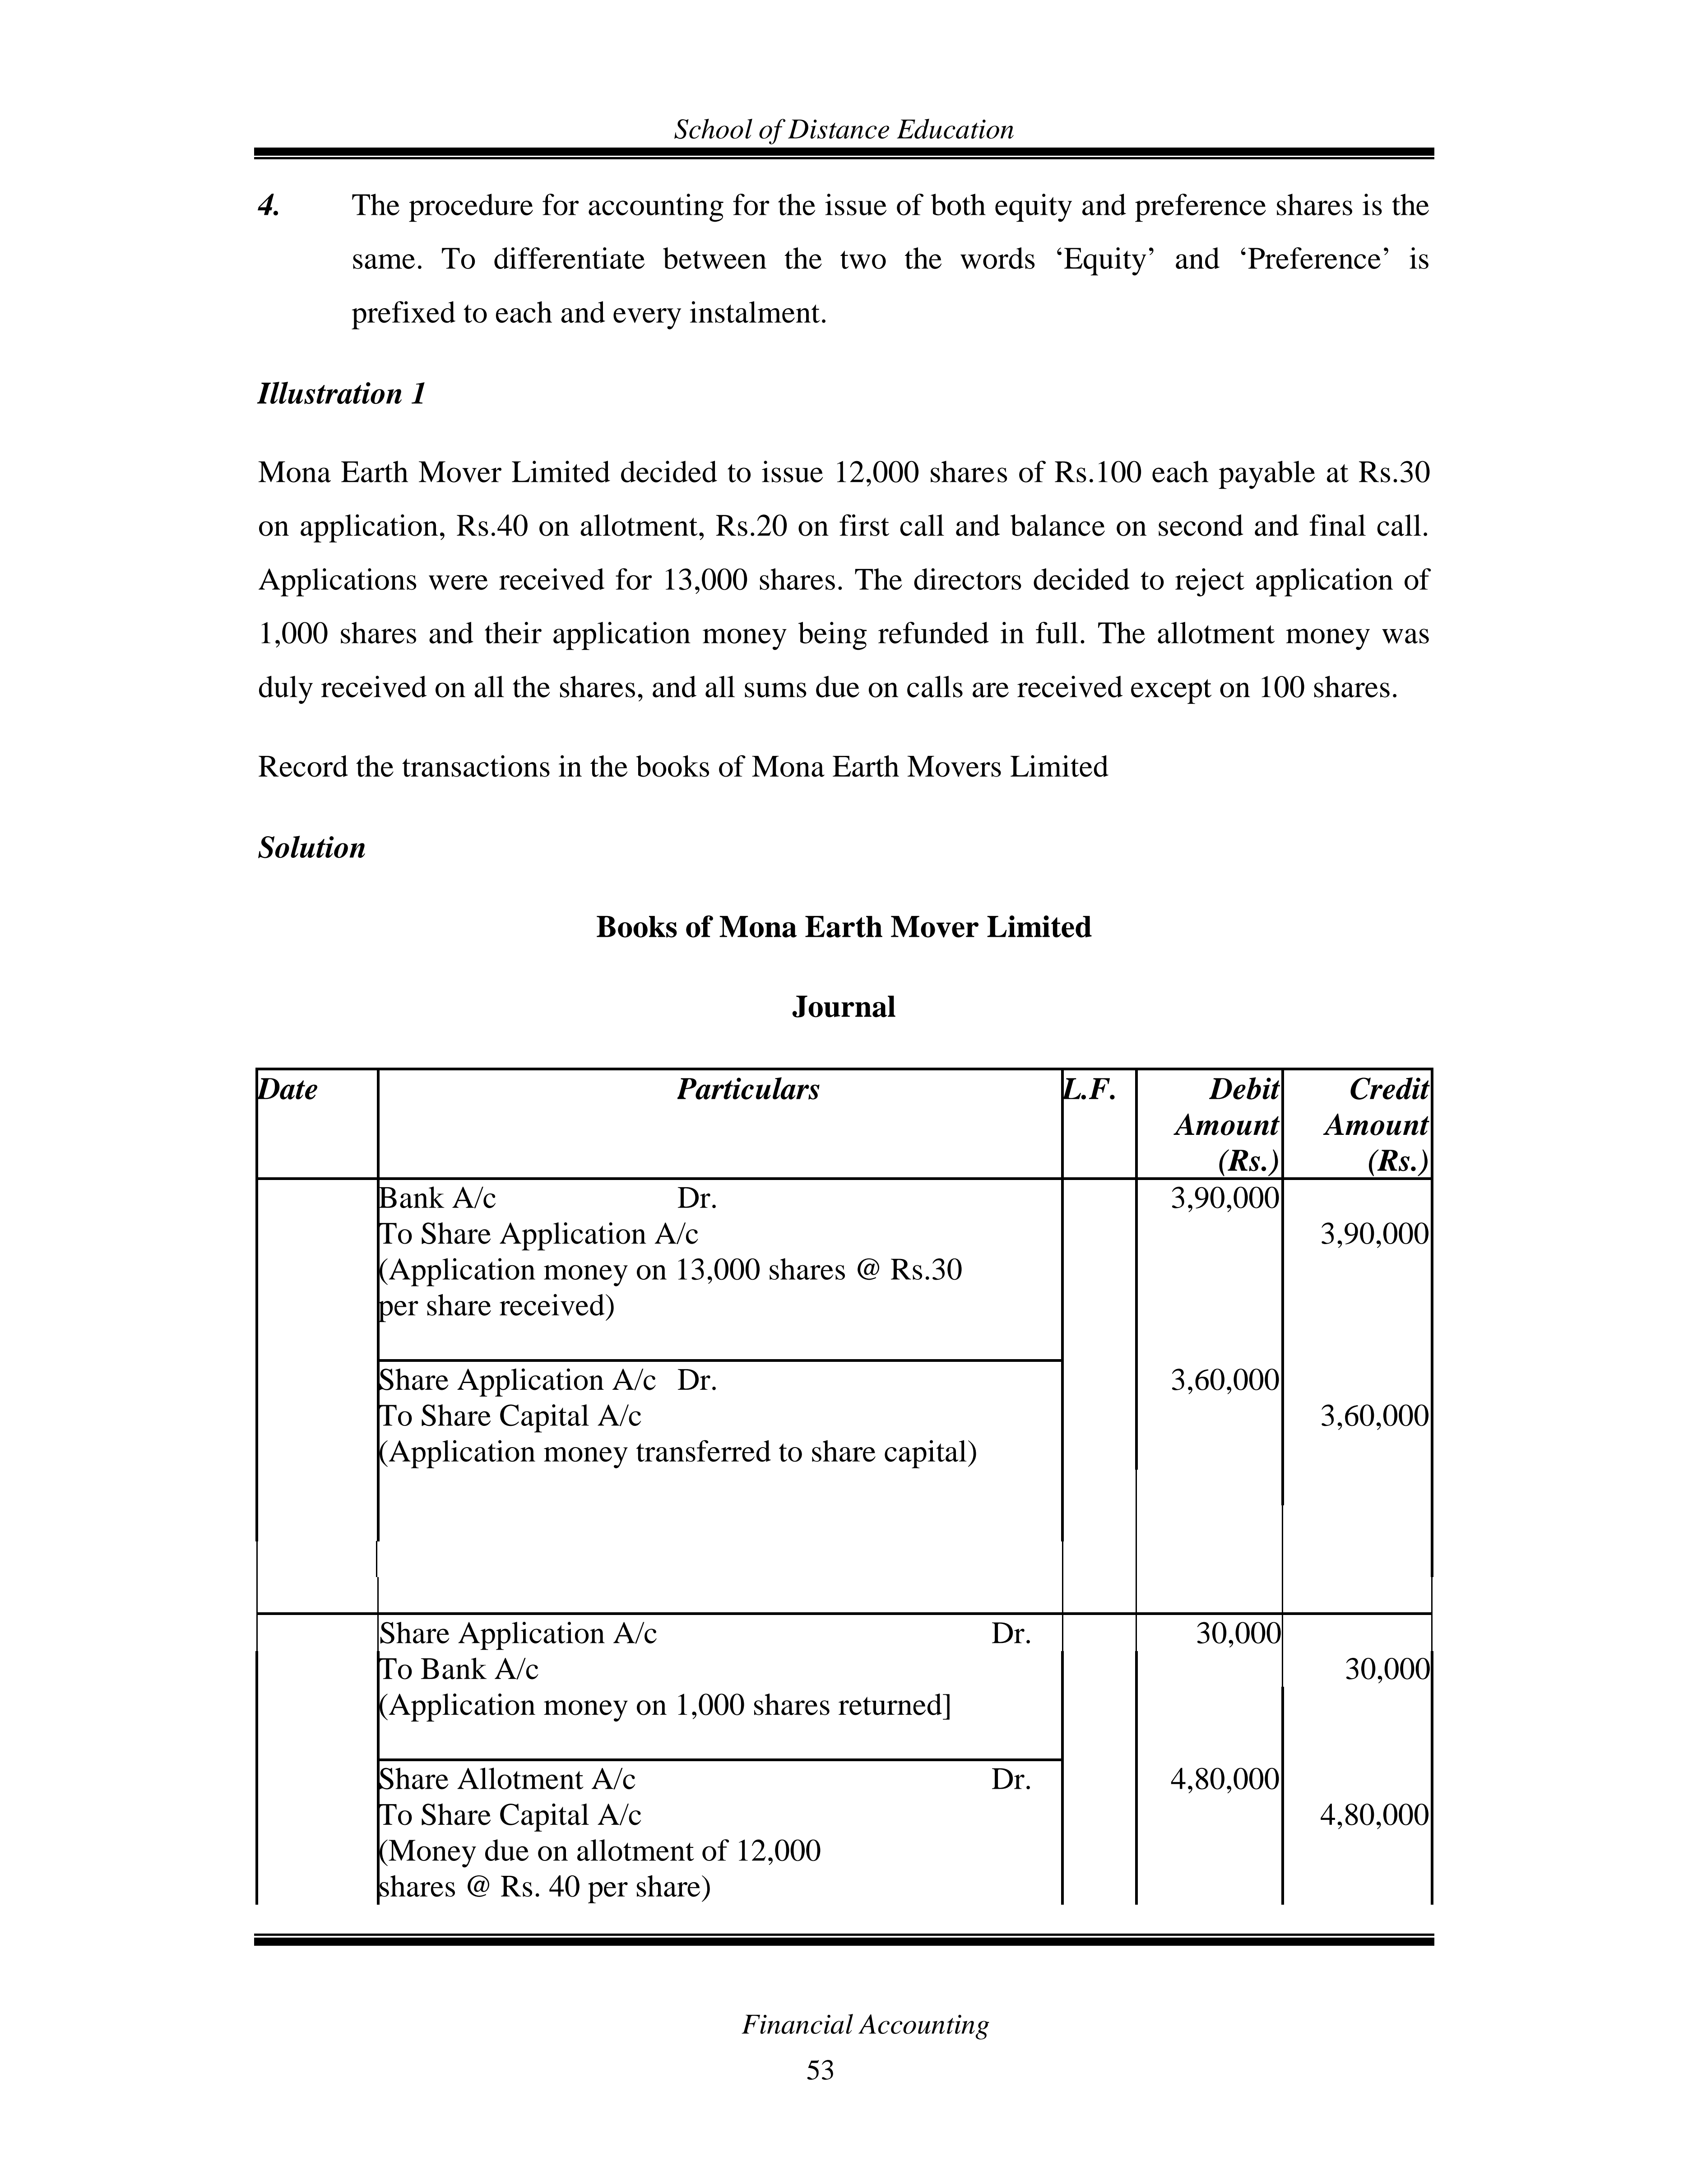 School of Distance Education
4. The procedure for accounting for the issue of both equity and preference shares is the
same. To differentiate between the two the words ‘Equity’ and ‘Preference’ is
prefixed to each and every instalment.
Illustration 1
Mona Earth Mover Limited decided to issue 12,000 shares of Rs.100 each payable at Rs.30
on application, Rs.40 on allotment, Rs.20 on first call and balance on second and final call.
Applications were received for 13,000 shares. The directors decided to reject application of
1,000 shares and their application money being refunded in full. The allotment money was
duly received on all the shares, and all sums due on calls are received except on 100 shares.
Record the transactions in the books of Mona Earth Movers Limited
Solution
Books of Mona Earth Mover Limited
Journal
Date Particulars L.F. Debit Credit
Amount Amount
(Rs.) (Rs.)
Bank A/c Dr. 3,90,000
To Share Application A/c 3,90,000
(Application money on 13,000 shares @ Rs.30
per share received)
Share Application A/c Dr. 3,60,000
To Share Capital A/c 3,60,000
(Application money transferred to share capital)
Share Application A/c Dr. 30,000
To Bank A/c 30,000
(Application money on 1,000 shares returned]
Share Allotment A/c Dr. 4,80,000
To Share Capital A/c 4,80,000
(Money due on allotment of 12,000
shares @ Rs. 40 per share)
Financial Accounting
53